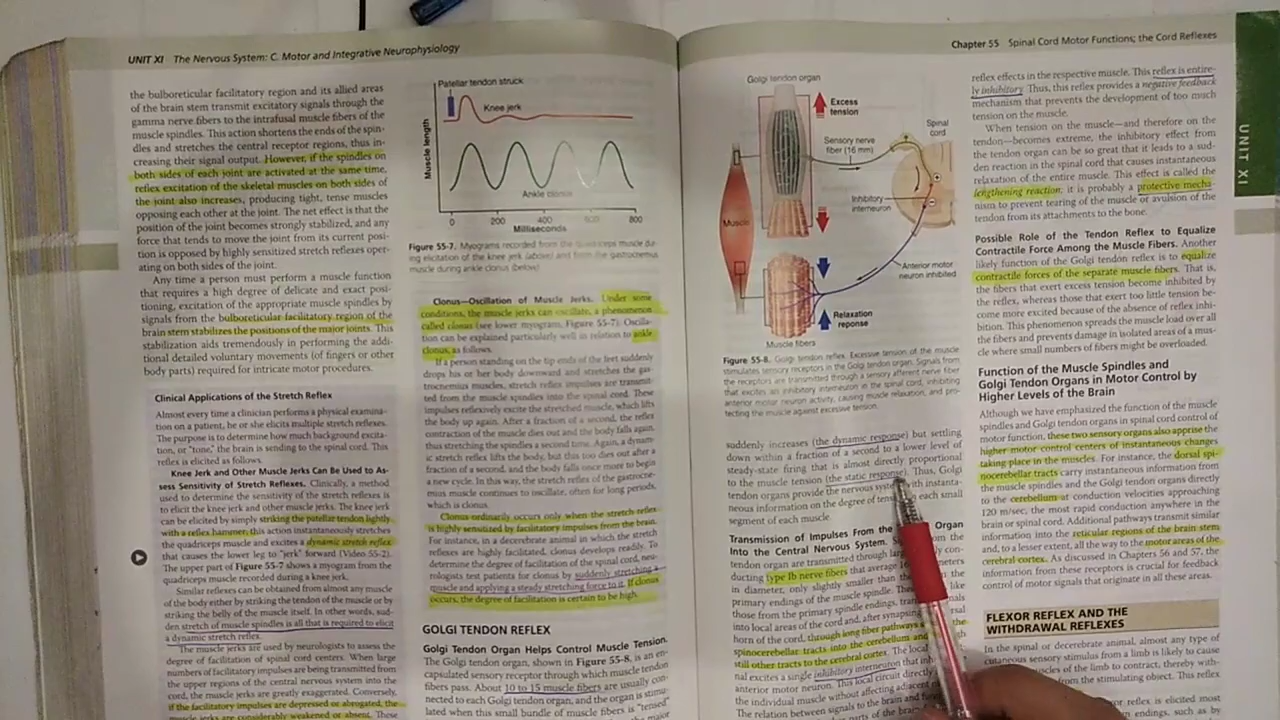 UNIT XI The Nervous System: C. Motor and Integrative Neurophysiology
the bulboreticular facilitatory region and its allied areas
of the brain stem transmit excitatory signals through the
gamma nerve fibers to the intrafusal muscle fibers of the
muscle spindles. This action shortens the ends of the spin-
dles and stretches the central receptor regions, thus in-
creasing their signal output. However, if the spindles on
both sides of each joint are activated at the same time,
reflex excitation of the skeletal muscles on both sides of
the joint also increases, producing tight, tense muscles
opposing each other at the joint. The net effect is that the
position of the joint becomes strongly stabilized, and any
force that tends to move the joint from its current posi-
tion is opposed by highly sensitized stretch reflexes oper-
ating on both sides of the joint.
Any time a person must perform a muscle function
that requires a high degree of delicate and exact posi-
tioning, excitation of the appropriate muscle spindles by
signals from the bulboreticular facilitatory region of the
brain stem stabilizes the positions of the major joints. This
stabilization aids tremendously in performing the addi-
tional detailed voluntary movements (of fingers or other
body parts) required for intricate motor procedures.
Clinical Applications of the Stretch Reflex
Almost every time a clinician performs a physical examina-
tion on a patient, he or she elicits multiple stretch reflexes.
The purpose is to determine how much background excita-
tion, or "tone," the brain is sending to the spinal cord. This
reflex is elicited as follows.
Knee Jerk and Other Muscle Jerks Can Be Used to As-
sess Sensitivity of Stretch Reflexes. Clinically, a method
used to determine the sensitivity of the stretch reflexes is
to elicit the knee jerk and other muscle jerks. The knee jerk
can be elicited by simply striking the patellar tendon lightly
with a reflex hammer; this action instantaneously stretches
the quadriceps muscle and excites a dynamic stretch reflex
that causes the lower leg to "jerk" forward (Video 55-2).
The upper part of Figure 55-7 shows a myogram from the
quadriceps muscle recorded during a knee jerk.
Similar reflexes can be obtained from almost any muscle
of the body either by striking the tendon of the muscle or by
striking the belly of the muscle itself. In other words, sud-
den stretch of muscle spindles is all that is required to elicit
a dynamic stretch reflex.
The muscle jerks are used by neurologists to assess the
degree of facilitation of spinal cord centers. When large
numbers of facilitatory impulses are being transmitted from
the upper regions of the central nervous system into the
cord, the muscle jerks are greatly exaggerated. Conversely,
if the facilitatory impulses are depressed or abrogated, the
muscle jerks are considerably weakened or absent. These
Patellar tendon struck
Knee jerk
Muscle length
Ankle clonus
0 200 400 600 800
Milliseconds
Figure 55-7. Myograms recorded from the quadriceps muscle du-
ring elicitation of the knee jerk (above) and from the gastrocnemius
muscle during ankle clonus (below)
Clonus—Oscillation of Muscle Jerks. Under some
conditions, the muscle jerks can oscillate, a phenomenon
called clonus (see lower myogram, Figure 55-7). Oscilla-
tion can be explained particularly well in relation to ankle
clonus, as follows.
If a person standing on the tip ends of the feet suddenly
drops his or her body downward and stretches the gas-
trocnemius muscles, stretch reflex impulses are transmit-
ted from the muscle spindles into the spinal cord. These
impulses reflexively excite the stretched muscle, which lifts
the body up again. After a fraction of a second, the reflex
contraction of the muscle dies out and the body falls again,
thus stretching the spindles a second time. Again, a dynam-
ic stretch reflex lifts the body, but this too dies out after a
fraction of a second, and the body falls once more to begin
a new cycle. In this way, the stretch reflex of the gastrocne-
mius muscle continues to oscillate, often for long periods,
which is clonus.
Clonus ordinarily occurs only when the stretch reflex
is highly sensitized by facilitatory impulses from the brain.
For instance, in a decerebrate animal in which the stretch
reflexes are highly facilitated, clonus develops readily. To
determine the degree of facilitation of the spinal cord, neu-
rologists test patients for clonus by suddenly stretching a
muscle and applying a steady stretching force to it. If clonus
occurs, the degree of facilitation is certain to be high.
GOLGI TENDON REFLEX
Golgi Tendon Organ Helps Control Muscle Tension.
The Golgi tendon organ, shown in Figure 55-8, is an en-
capsulated sensory receptor through which muscle tendon
fibers pass. About 10 to 15 muscle fibers are usually con-
nected to each Golgi tendon organ, and the organ is stimu-
lated when this small bundle of muscle fibers is "tensed"
Chapter 55 Spinal Cord Motor Functions; the Cord Reflexes
Golgi tendon organ
Excess
tension
Spinal
cord
Sensory nerve
fiber (16 mm)
Inhibitory
interneuron
Muscle
Anterior motor
neuron inhibited
Relaxation
reponse
Muscle fibers
Figure 55-8. Golgi tendon reflex. Excessive tension of the muscle
stimulates sensory receptors in the Golgi tendon organ. Signals from
the receptors are transmitted through a sensory afferent nerve fiber
that excites an inhibitory interneuron in the spinal cord, inhibiting
anterior motor neuron activity, causing muscle relaxation, and pro-
tecting the muscle against excessive tension.
suddenly increases (the dynamic response) but settling
down within a fraction of a second to a lower level of
steady-state firing that is almost directly proportional
to the muscle tension (the static response). Thus, Golgi
tendon organs provide the nervous system with instanta-
neous information on the degree of tension each small
segment of each muscle.
Transmission of Impulses From the Organ
Into the Central Nervous System. from the
tendon organ are transmitted through large con-
ducting type Ib nerve fibers that average
in diameter, only slightly smaller than the
primary endings of the muscle spindle. like
those from the primary spindle endings,
into local areas of the cord and, after synapsing
horn of the cord, through long fiber pathways
spinocerebellar tracts into the cerebellum and
still other tracts to the cerebral cortex. The local
nal excites a single inhibitory interneuron that
anterior motor neuron. This local circuit directly
the individual muscle without affecting adjacent
The relation between signals to the brain and
reflex effects in the respective muscle. This reflex is entire-
ly inhibitory. Thus, this reflex provides a negative feedback
mechanism that prevents the development of too much
tension on the muscle.
When tension on the muscle—and therefore on the
tendon—becomes extreme, the inhibitory effect from
the tendon organ can be so great that it leads to a sud-
den reaction in the spinal cord that causes instantaneous
relaxation of the entire muscle. This effect is called the
lengthening reaction; it is probably a protective mecha-
nism to prevent tearing of the muscle or avulsion of the
tendon from its attachments to the bone.
Possible Role of the Tendon Reflex to Equalize
Contractile Force Among the Muscle Fibers. Another
likely function of the Golgi tendon reflex is to equalize
contractile forces of the separate muscle fibers. That is,
the fibers that exert excess tension become inhibited by
the reflex, whereas those that exert too little tension be-
come more excited because of the absence of reflex inhi-
bition. This phenomenon spreads the muscle load over all
the fibers and prevents damage in isolated areas of a mus-
cle where small numbers of fibers might be overloaded.
Function of the Muscle Spindles and
Golgi Tendon Organs in Motor Control by
Higher Levels of the Brain
Although we have emphasized the function of the muscle
spindles and Golgi tendon organs in spinal cord control of
motor function, these two sensory organs also apprise the
higher motor control centers of instantaneous changes
taking place in the muscles. For instance, the dorsal spi-
nocerebellar tracts carry instantaneous information from
the muscle spindles and the Golgi tendon organs directly
to the cerebellum at conduction velocities approaching
120 m/sec, the most rapid conduction anywhere in the
brain or spinal cord. Additional pathways transmit similar
information into the reticular regions of the brain stem
and, to a lesser extent, all the way to the motor areas of the
cerebral cortex. As discussed in Chapters 56 and 57, the
information from these receptors is crucial for feedback
control of motor signals that originate in all these areas.
FLEXOR REFLEX AND THE
WITHDRAWAL REFLEXES
In the spinal or decerebrate animal, almost any type of
cutaneous sensory stimulus from a limb is likely to cause
muscles of the limb to contract, thereby with-
from the stimulating object. This reflex
reflex is elicited most
endings, such as by
UNIT XI